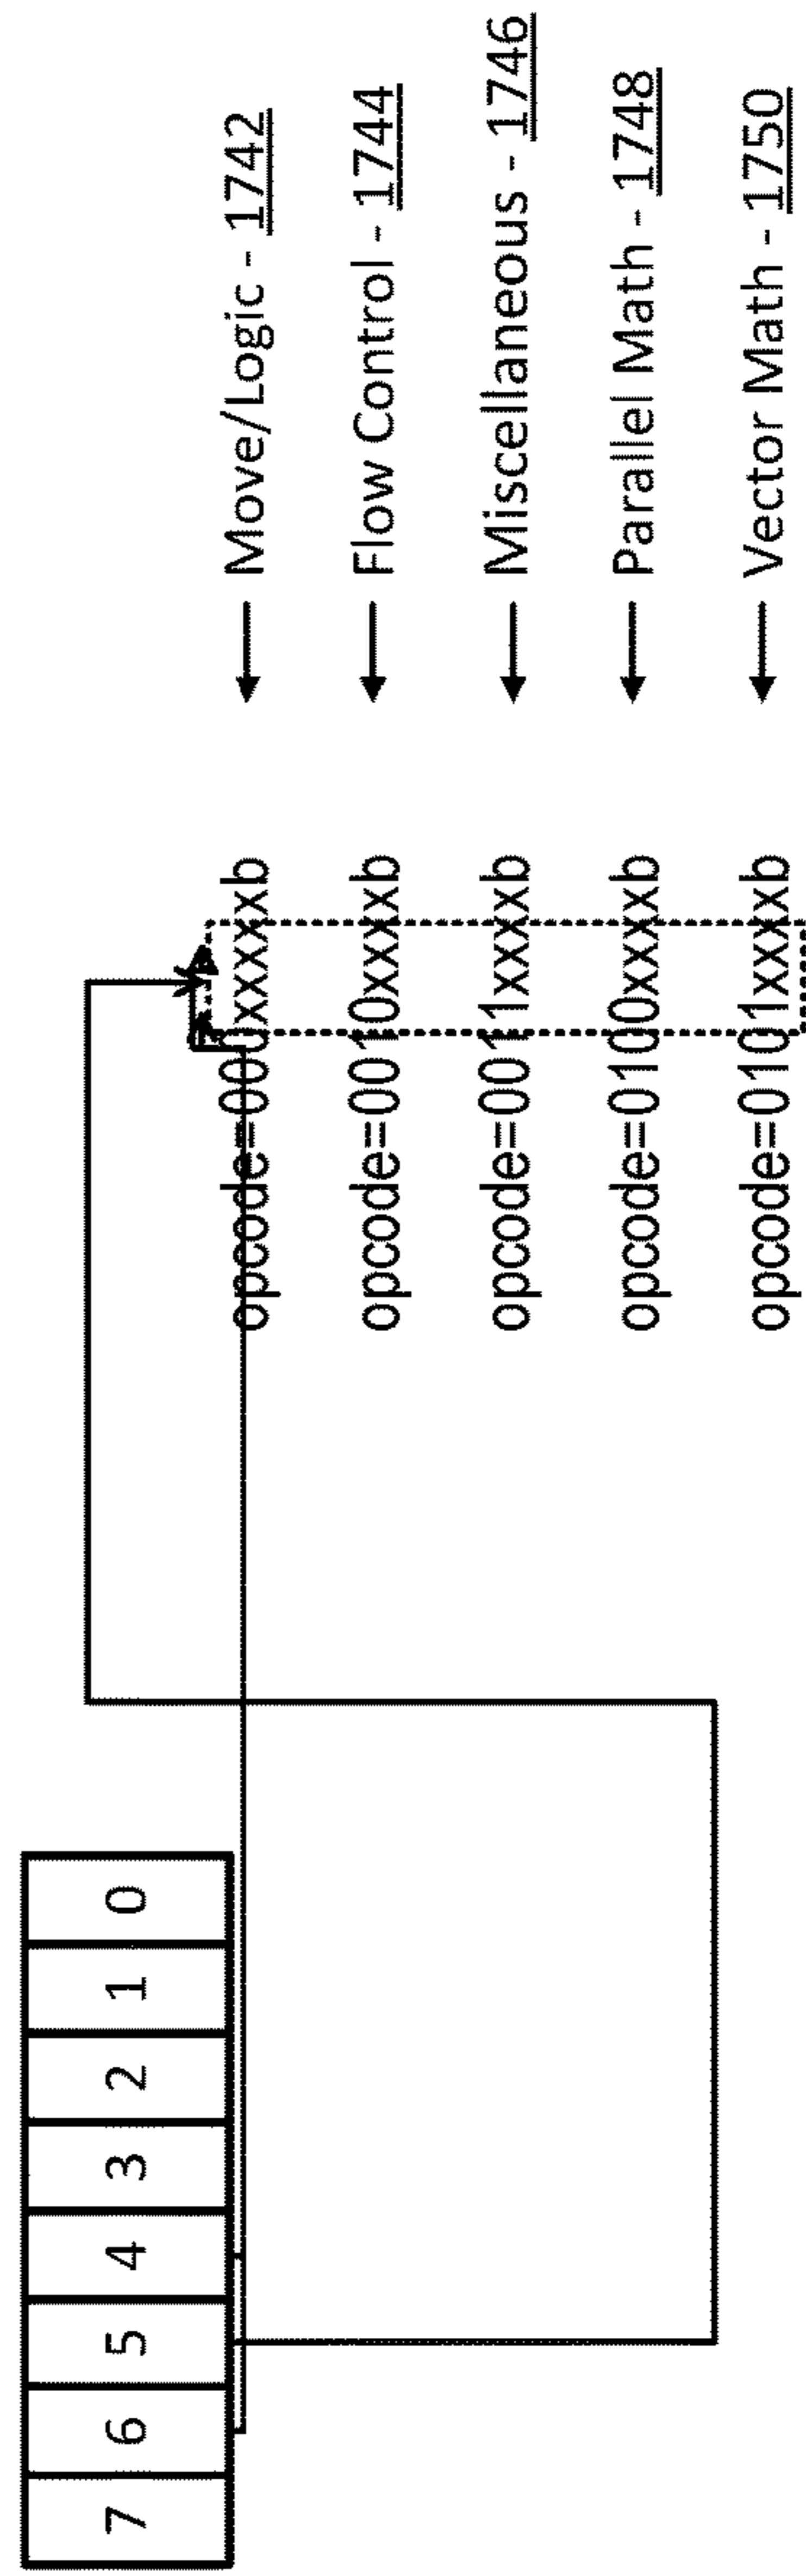 7 6 5 4 3 2 1 0
opcode=000xxxxxb ← Move/Logic - 1742
opcode=0010xxxxb ← Flow Control - 1744
opcode=0011xxxxb ← Miscellaneous - 1746
opcode=0100xxxxb ← Parallel Math - 1748
opcode=0101xxxxb ← Vector Math - 1750